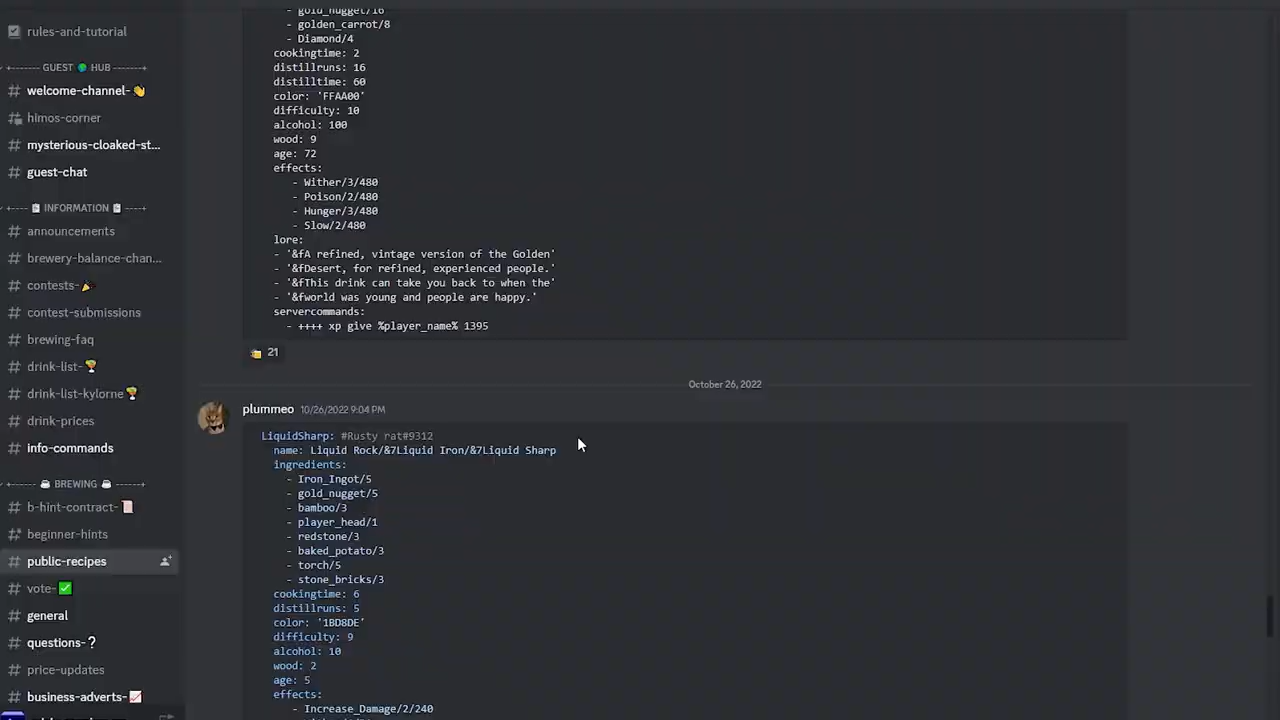 rules-and-tutorial
GUEST HUB
welcome-channel-
himos-corner
mysterious-cloaked-st...
guest-chat
INFORMATION
announcements
brewery-balance-chan...
contests-
contest-submissions
brewing-faq
drink-list-
drink-list-kylorne
drink-prices
info-commands
BREWING
b-hint-contract-
beginner-hints
public-recipes
vote-
general
questions-?
price-updates
business-adverts-
- gold_nugget/16
- golden_carrot/8
- Diamond/4
cookingtime: 2
distillruns: 16
distilltime: 60
color: 'FFAA00'
difficulty: 10
alcohol: 100
wood: 9
age: 72
effects:
- Wither/3/480
- Poison/2/480
- Hunger/3/480
- Slow/2/480
lore:
- '&fA refined, vintage version of the Golden'
- '&fDesert, for refined, experienced people.'
- '&fThis drink can take you back to when the'
- '&fworld was young and people are happy.'
servercommands:
- ++++ xp give %player_name% 1395
21
October 26, 2022
plummeo 10/26/2022 9:04 PM
LiquidSharp: #Rusty rat#9312
name: Liquid Rock/&7Liquid Iron/&7Liquid Sharp
ingredients:
- Iron_Ingot/5
- gold_nugget/5
- bamboo/3
- player_head/1
- redstone/3
- baked_potato/3
- torch/5
- stone_bricks/3
cookingtime: 6
distillruns: 5
color: '1BD8DE'
difficulty: 9
alcohol: 10
wood: 2
age: 5
effects:
- Increase_Damage/2/240